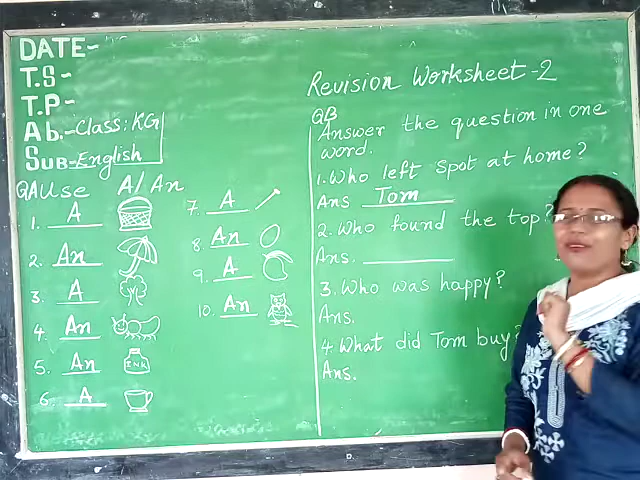 DATE-
T.S-
T.P-
Ab.-Class: KG
SUB-English
QA Use A/An
1. A
2. An
3. A
4. An
5. An INK
6. A
7. A
8. An
9. A
10. An
Revision Worksheet-2
QB
Answer the question in one
word.
1. Who left Spot at home?
Ans Tom
2. Who found the top?
Ans.
3. Who was happy?
Ans.
4. What did Tom buy?
Ans.